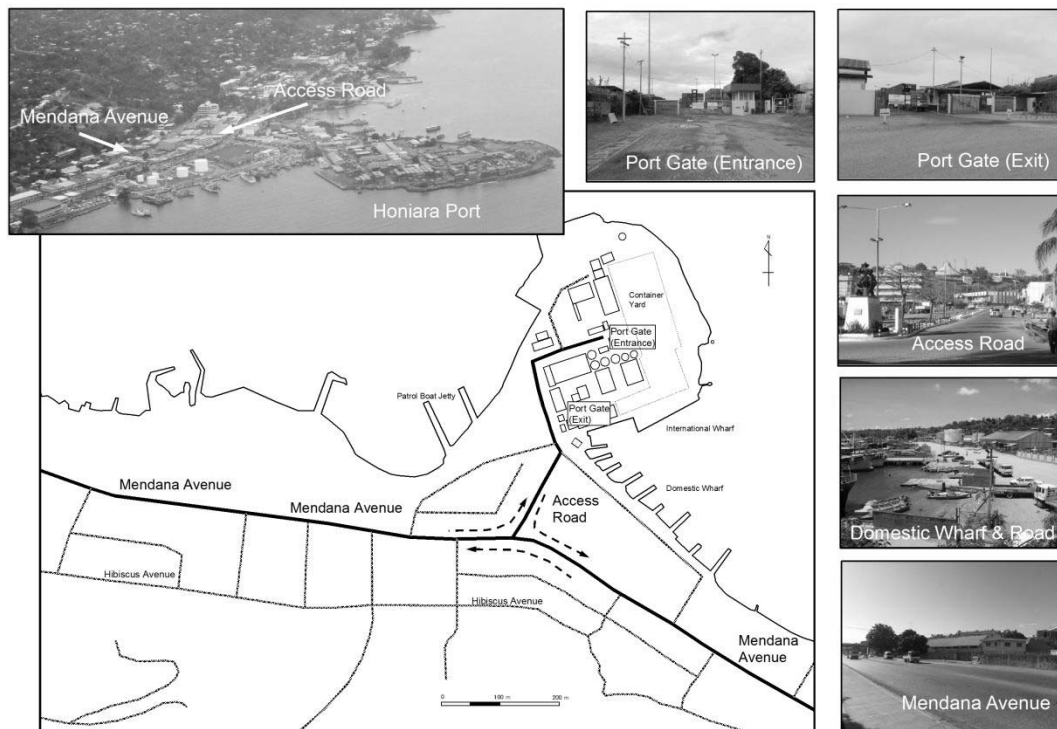 Mendana Avenue
Access Road
Honiara Port
Port Gate (Entrance)
Port Gate (Exit)
Access Road
Domestic Wharf & Road
Mendana Avenue
N
Container
Yard
Port Gate
(Entrance)
Port Gate
(Exit)
Patrol Boat Jetty
International Wharf
Domestic Wharf
Mendana Avenue
Mendana Avenue
Access
Road
Hibiscus Avenue
Hibiscus Avenue
Mendana
Avenue
0 100 m 200 m